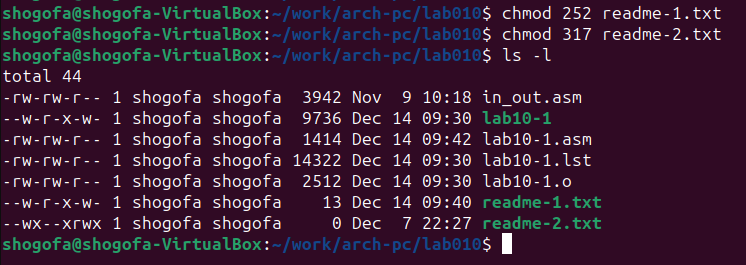 shogofa@shogofa-VirtualBox:~/work/arch-pc/lab010$ chmod 252 readme-1.txt
shogofa@shogofa-VirtualBox:~/work/arch-pc/lab010$ chmod 317 readme-2.txt
shogofa@shogofa-VirtualBox:~/work/arch-pc/lab010$ ls -l
total 44
-rw-rw-r-- 1 shogofa shogofa  3942 Nov  9 10:18 in_out.asm
--w-r-x-w- 1 shogofa shogofa  9736 Dec 14 09:30 lab10-1
-rw-rw-r-- 1 shogofa shogofa  1414 Dec 14 09:42 lab10-1.asm
-rw-rw-r-- 1 shogofa shogofa 14322 Dec 14 09:30 lab10-1.lst
-rw-rw-r-- 1 shogofa shogofa  2512 Dec 14 09:30 lab10-1.o
--w-r-x-w- 1 shogofa shogofa    13 Dec 14 09:40 readme-1.txt
--wx--xrwx 1 shogofa shogofa     0 Dec  7 22:27 readme-2.txt
shogofa@shogofa-VirtualBox:~/work/arch-pc/lab010$